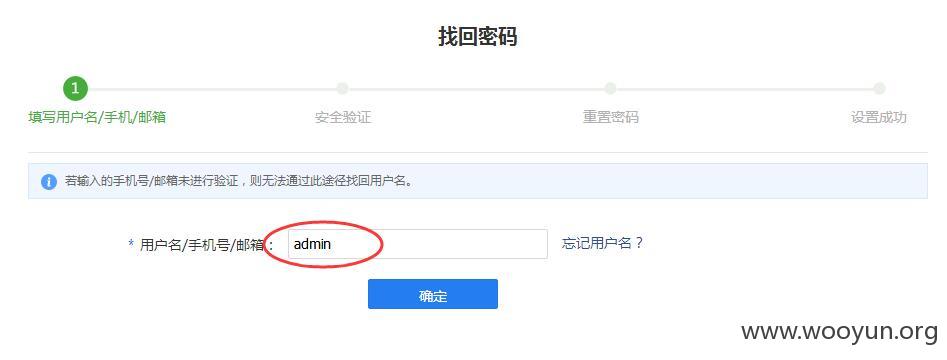 找回密码
1
填写用户名/手机/邮箱 安全验证 重置密码 设置成功
i 若输入的手机号/邮箱未进行验证，则无法通过此途径找回用户名。
* 用户名/手机号/邮箱： admin 忘记用户名？
确定
www.wooyun.org